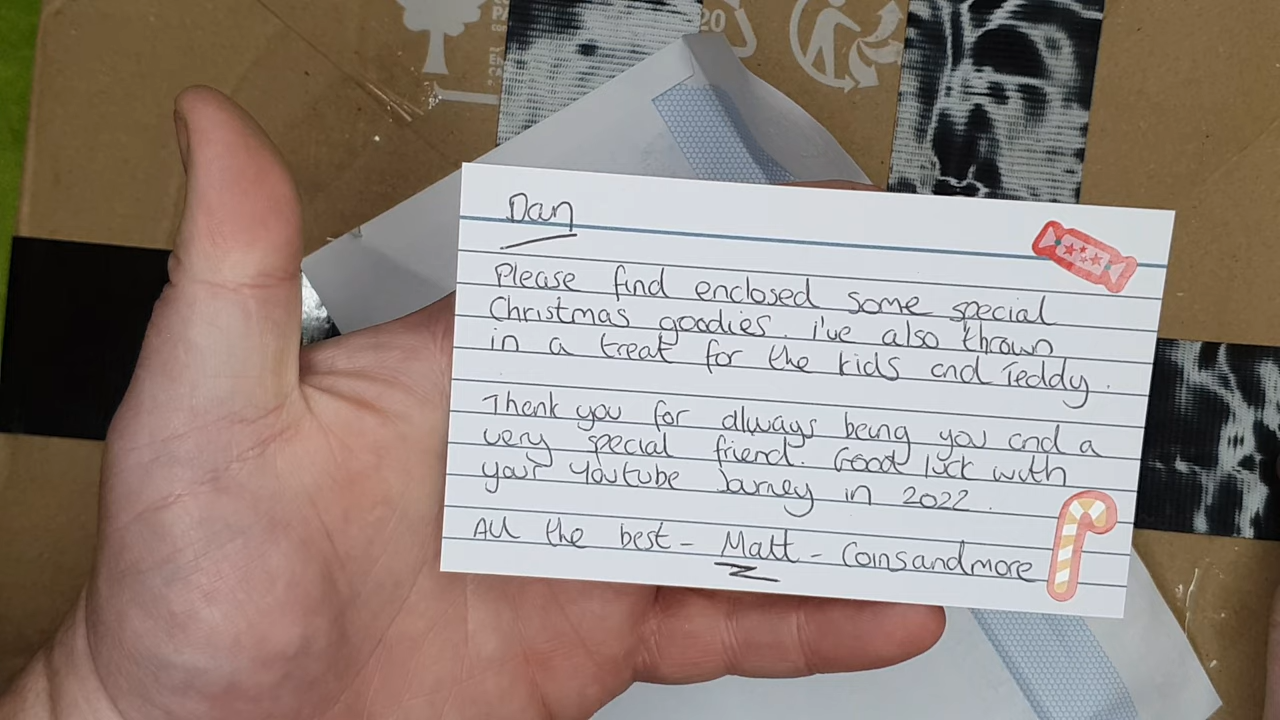 20
Dan
Please find enclosed some special
Christmas goodies. i've also thrown
in a treat for the kids and Teddy.
Thank you for always being you and a
very special friend. Good luck with
your Youtube Journey in 2022.
All the best - Matt - Coinsandmore